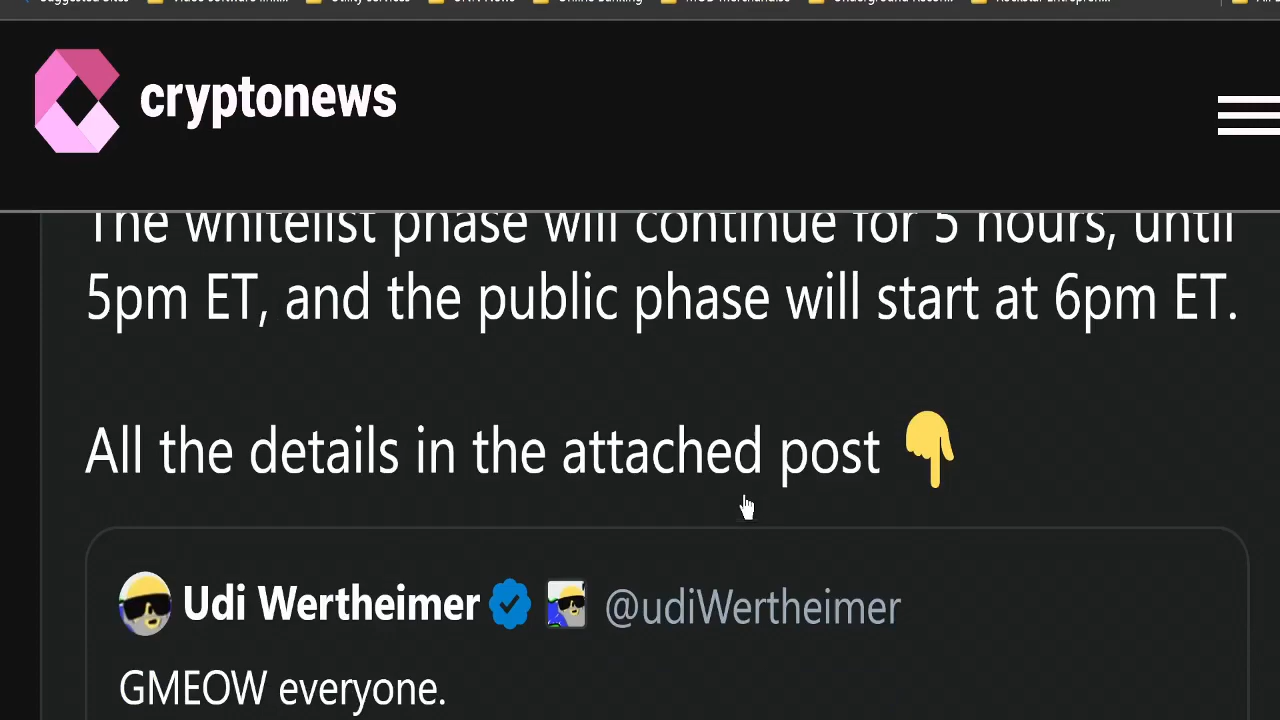 cryptonews
The whitelist phase will continue for 5 hours, until
5pm ET, and the public phase will start at 6pm ET.
All the details in the attached post 👇
Udi Wertheimer @udiWertheimer
GMEOW everyone.